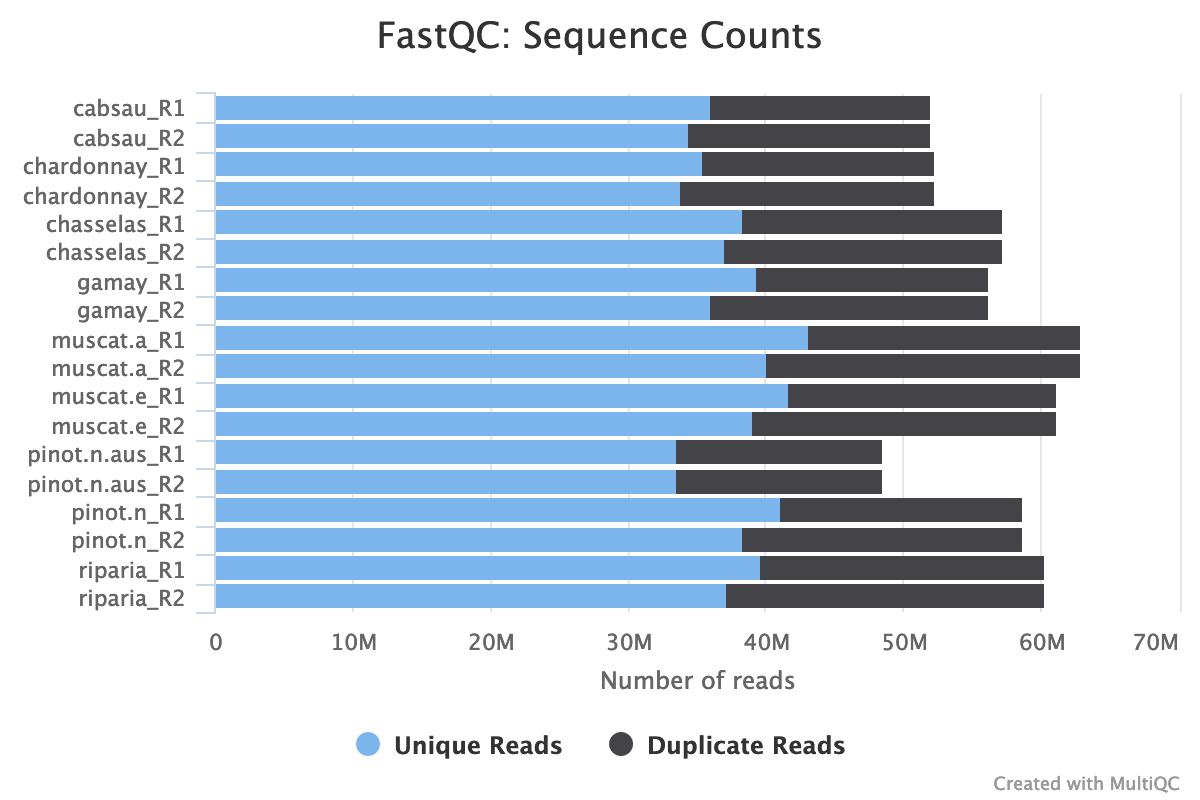 FastQC: Sequence Counts
cabsau_R1
cabsau_R2
chardonnay_R1
chardonnay_R2
chasselas_R1
chasselas_R2
gamay_R1
gamay_R2
muscat.a_R1
muscat.a_R2
muscat.e_R1
muscat.e_R2
pinot.n.aus_R1
pinot.n.aus_R2
pinot.n_R1
pinot.n_R2
riparia_R1
riparia_R2
0 10M 20M 30M 40M 50M 60M 70M
Number of reads
Unique Reads Duplicate Reads
Created with MultiQC